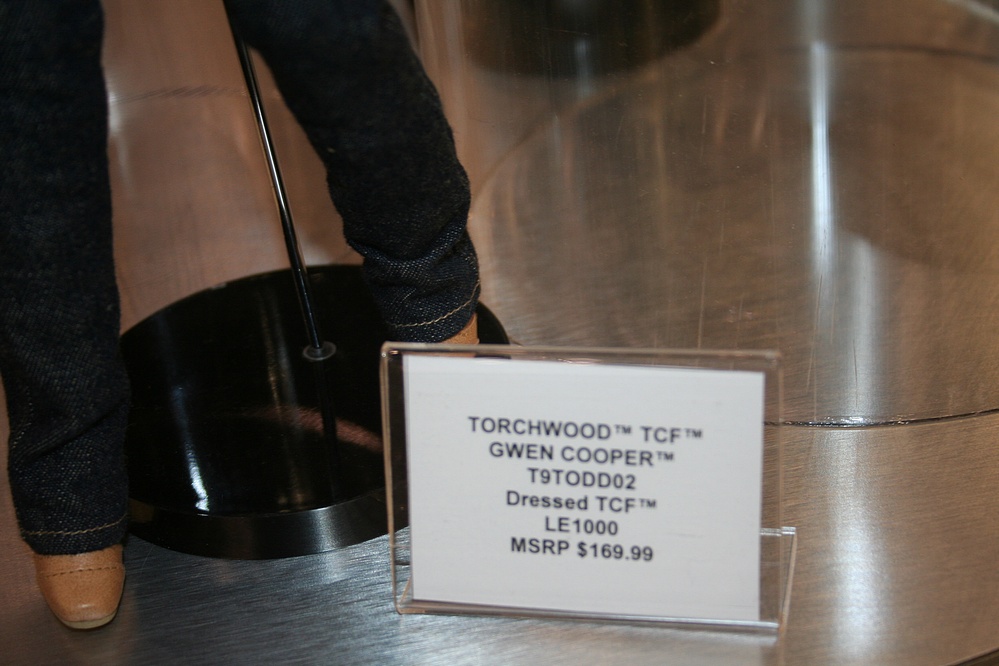 TORCHWOOD™ TCF™
GWEN COOPER™
T9TODD02
Dressed TCF™
LE1000
MSRP $169.99